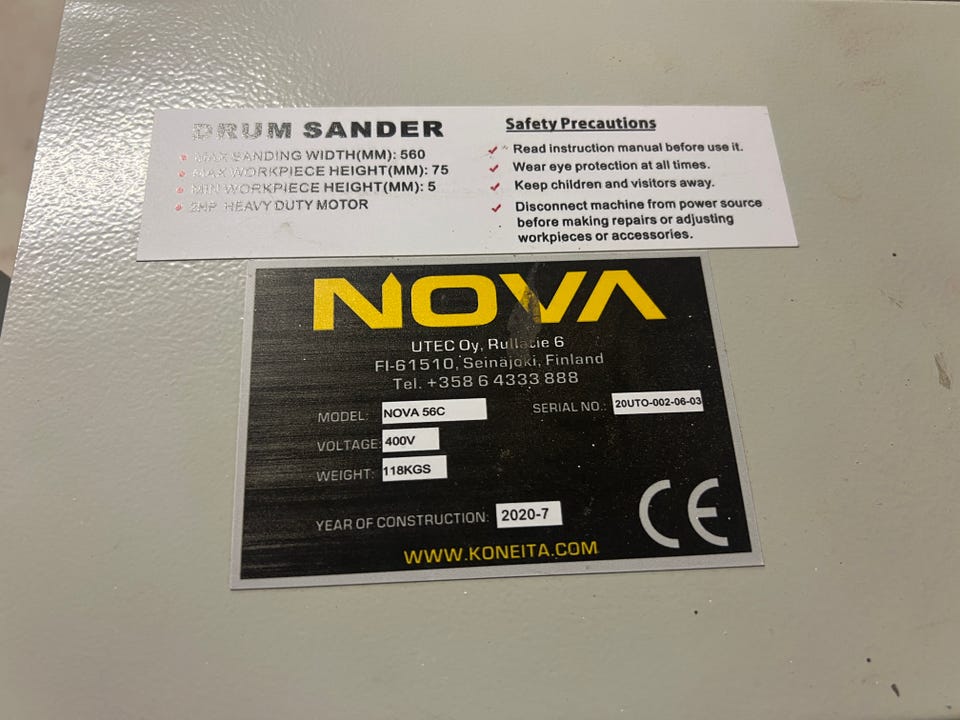 DRUM SANDER
MAX SANDING WIDTH(MM): 560
MAX WORKPIECE HEIGHT(MM): 75
MIN WORKPIECE HEIGHT(MM): 5
2HP HEAVY DUTY MOTOR
Safety Precautions
Read instruction manual before use it.
Wear eye protection at all times.
Keep children and visitors away.
Disconnect machine from power source
before making repairs or adjusting
workpieces or accessories.
NOVA
UTEC Oy, 6
FI-61510, Seinäjoki, Finland
Tel. +358 6 4333 888
MODEL: NOVA 56C
SERIAL NO.: 20UTO-002-06-03
VOLTAGE: 400V
WEIGHT: 118KGS
YEAR OF CONSTRUCTION: 2020-7
CE
WWW.KONEITA.COM